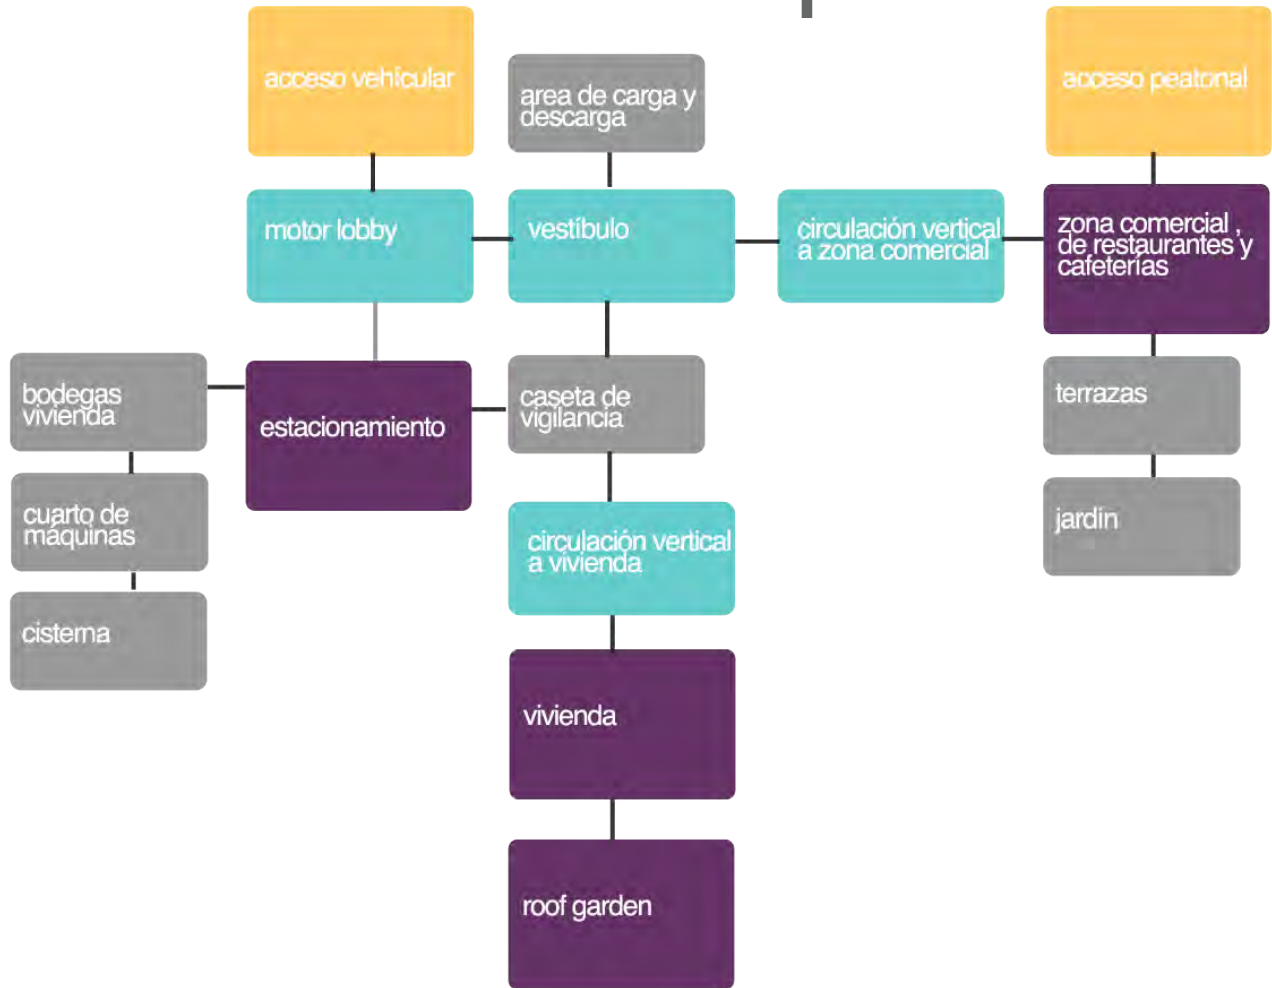 acceso vehícular
area de carga y
descarga
acceso peatonal
motor lobby
vestíbulo
circulación vertical
a zona comercial
zona comercial ,
de restaurantes y
cafeterías
bodegas
vivienda
estacionamiento
caseta de
vigilancia
terrazas
cuarto de
máquinas
circulación vertical
a vivienda
jardín
cisterna
vivienda
roof garden